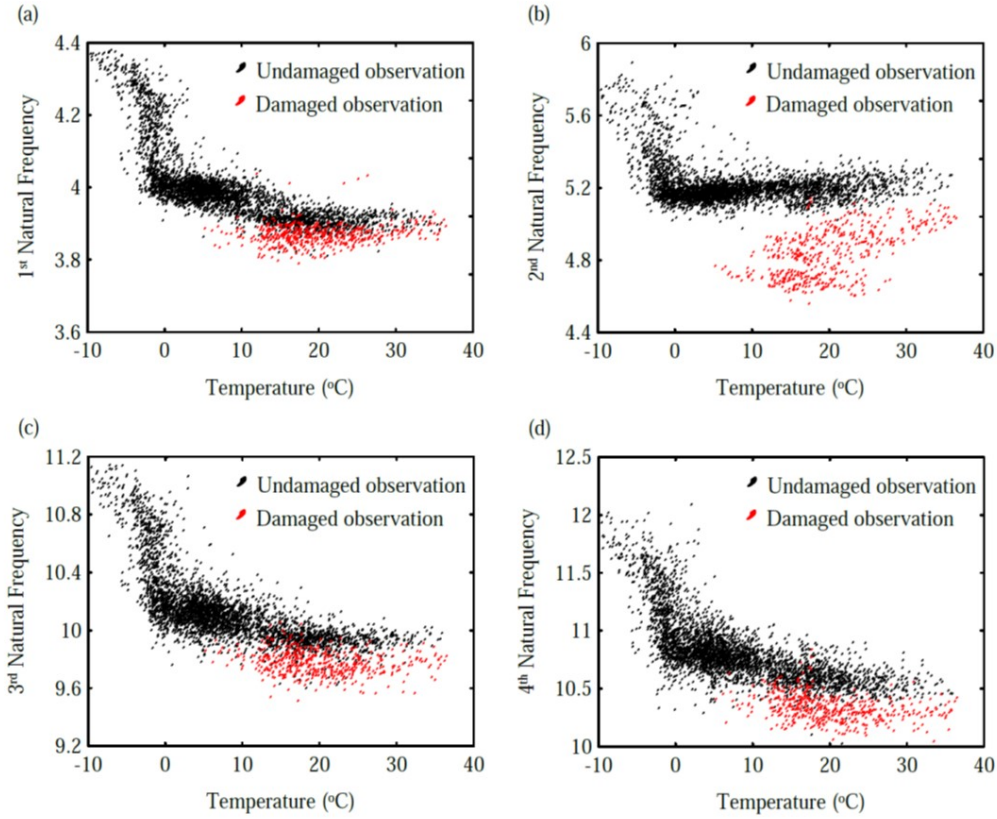 (a)
4.4
4.2
4
3.8
3.6
1st Natural Frequency
Undamaged observation
Damaged observation
-10 0 10 20 30 40
Temperature (ºC)
(b)
6
5.6
5.2
4.8
4.4
2nd Natural Frequency
Undamaged observation
Damaged observation
-10 0 10 20 30 40
Temperature (ºC)
(c)
11.2
10.8
10.4
10
9.6
9.2
3rd Natural Frequency
Undamaged observation
Damaged observation
-10 0 10 20 30 40
Temperature (ºC)
(d)
12.5
12
11.5
11
10.5
10
4th Natural Frequency
Undamaged observation
Damaged observation
-10 0 10 20 30 40
Temperature (ºC)